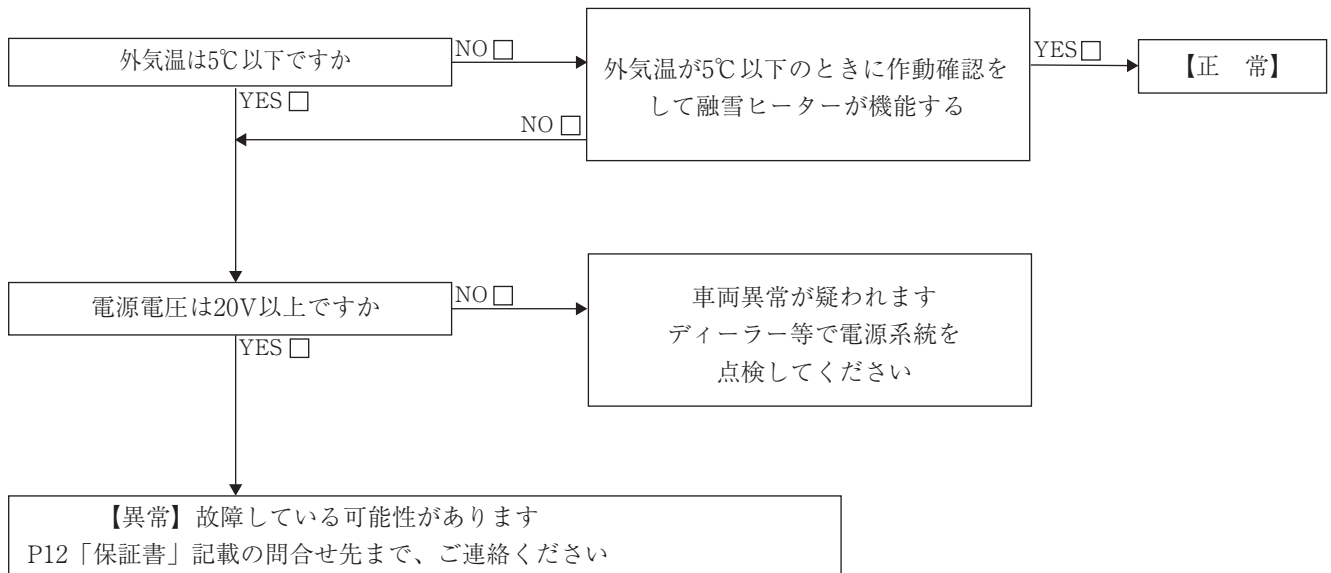 外気温は5℃以下ですか
NO□
外気温が5℃以下のときに作動確認を
して融雪ヒーターが機能する
YES□
【正　常】
YES□
NO□
電源電圧は20V以上ですか
NO□
車両異常が疑われます
ディーラー等で電源系統を
点検してください
YES□
【異常】故障している可能性があります
P12「保証書」記載の問合せ先まで、ご連絡ください